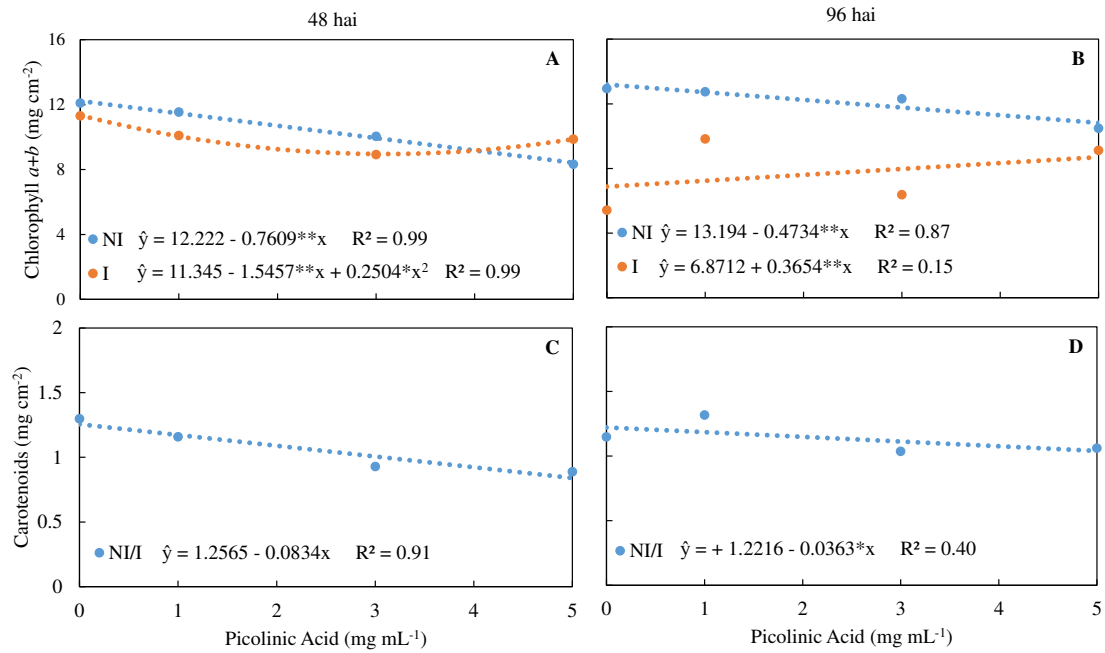 48 hai
96 hai
Chlorophyll a+b (mg cm-2)
16
12
8
4
0
A
NI ŷ = 12.222 - 0.7609**x R² = 0.99
I ŷ = 11.345 - 1.5457**x + 0.2504*x² R² = 0.99
B
NI ŷ = 13.194 - 0.4734**x R² = 0.87
I ŷ = 6.8712 + 0.3654**x R² = 0.15
Carotenoids (mg cm-2)
2
1.5
1
0.5
0
C
NI/I ŷ = 1.2565 - 0.0834x R² = 0.91
D
NI/I ŷ = + 1.2216 - 0.0363*x R² = 0.40
0 1 3 5
0 1 3 5
Picolinic Acid (mg mL-1)
Picolinic Acid (mg mL-1)